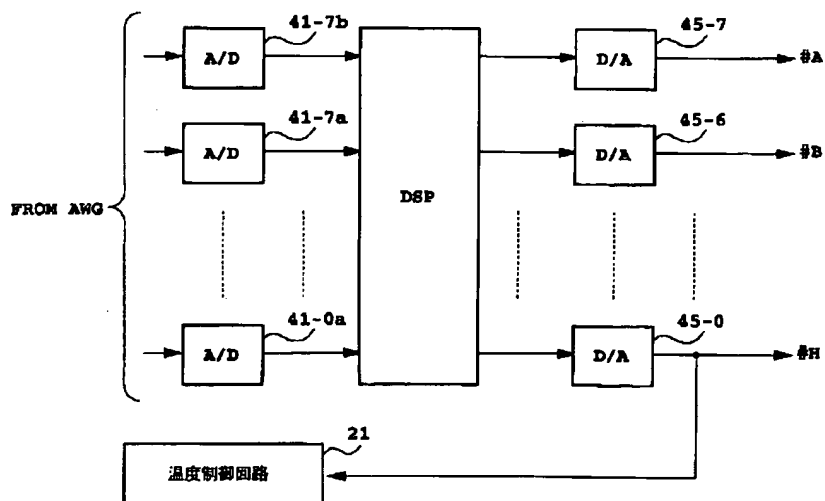 41-7b
45-7
A/D
D/A
#A
41-7a
45-6
A/D
D/A
#B
DSP
FROM AWG
41-0a
45-0
A/D
D/A
#H
21
温度制御回路